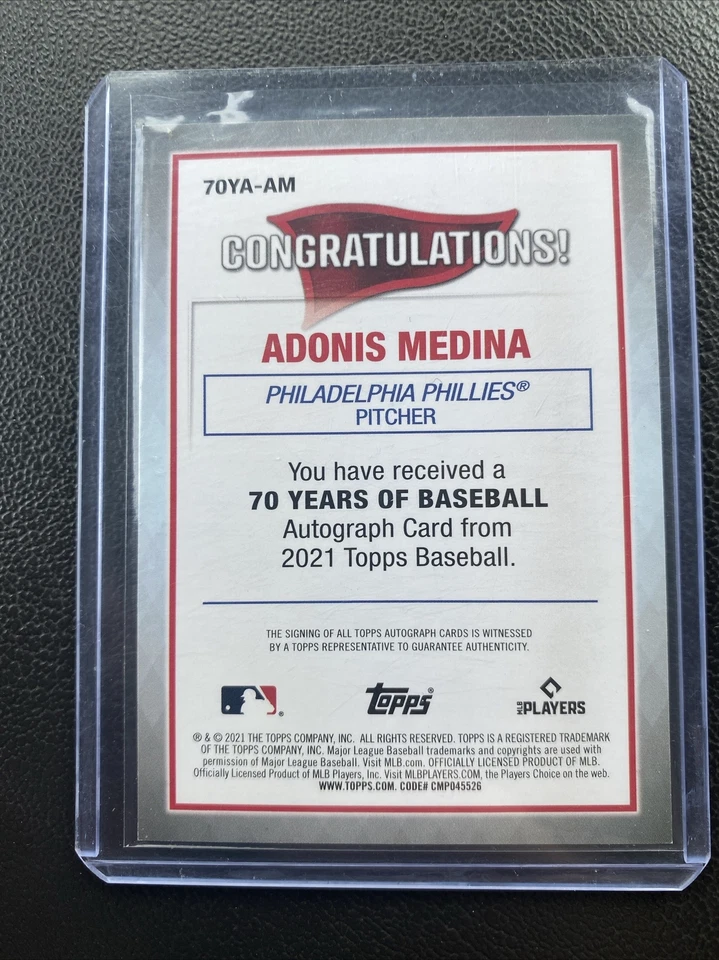 70YA-AM
CONGRATULATIONS!
ADONIS MEDINA
PHILADELPHIA PHILLIES®
PITCHER
You have received a
70 YEARS OF BASEBALL
Autograph Card from
2021 Topps Baseball.
THE SIGNING OF ALL TOPPS AUTOGRAPH CARDS IS WITNESSED
BY A TOPPS REPRESENTATIVE TO GUARANTEE AUTHENTICITY.
®
topps®
MLB PLAYERS
® & © 2021 THE TOPPS COMPANY, INC. ALL RIGHTS RESERVED. TOPPS IS A REGISTERED TRADEMARK
OF THE TOPPS COMPANY, INC. Major League Baseball trademarks and copyrights are used with
permission of Major League Baseball. Visit MLB.com. OFFICIALLY LICENSED PRODUCT OF MLB.
Officially Licensed Product of MLB Players, Inc. Visit MLBPLAYERS.COM, the Players Choice on the web.
WWW.TOPPS.COM. CODE# CMP045526